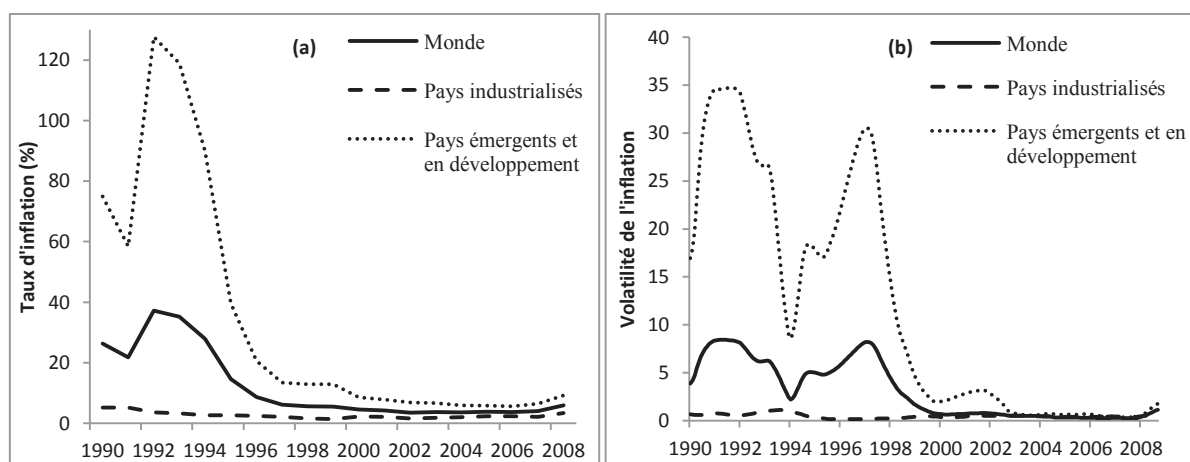 (a)
Monde
Pays industrialisés
Pays émergents et
en développement
Taux d'inflation (%)
120
100
80
60
40
20
0
1990 1992 1994 1996 1998 2000 2002 2004 2006 2008
(b)
Monde
Pays industrialisés
Pays émergents et en
développement
Volatilité de l'inflation
40
35
30
25
20
15
10
5
0
1990 1992 1994 1996 1998 2000 2002 2004 2006 2008